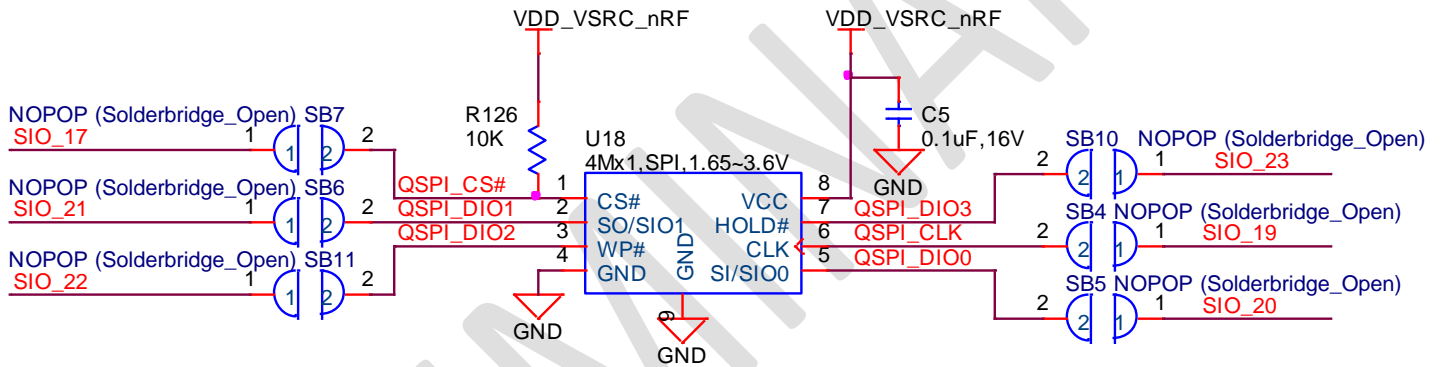 VDD_VSRC_nRF
VDD_VSRC_nRF
NOPOP (Solderbridge_Open) SB7
SIO_17
1
1
2
2
R126
10K
U18
4Mx1,SPI,1.65~3.6V
C5
0.1uF,16V
GND
SB10 NOPOP (Solderbridge_Open)
2
2
1
1
SIO_23
NOPOP (Solderbridge_Open) SB6
SIO_21
1
1
2
2
QSPI_CS#
1
CS#
VCC
8
QSPI_DIO1
2
SO/SIO1
HOLD#
7
QSPI_DIO3
SB4 NOPOP (Solderbridge_Open)
2
2
1
1
SIO_19
QSPI_DIO2
3
WP#
CLK
6
QSPI_CLK
NOPOP (Solderbridge_Open) SB11
SIO_22
1
1
2
2
4
GND
GND
SI/SIO0
5
QSPI_DIO0
SB5 NOPOP (Solderbridge_Open)
2
2
1
1
SIO_20
GND
9
GND